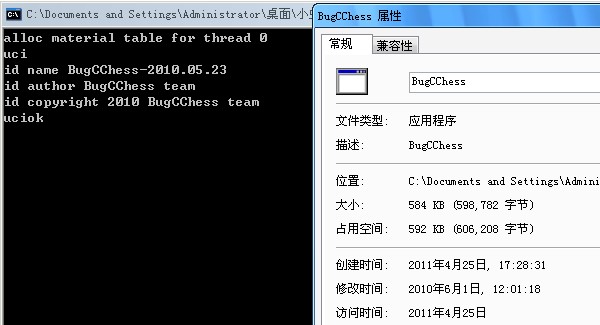 C:\Documents and Settings\Administrator\桌面\小
alloc material table for thread 0
uci
id name BugCChess-2010.05.23
id author BugCChess team
id copyright 2010 BugCChess team
uciok
BugCChess 属性
常规
兼容性
BugCChess
文件类型: 应用程序
描述: BugCChess
位置: C:\Documents and Settings\Admini
大小: 584 KB (598,782 字节)
占用空间: 592 KB (606,208 字节)
创建时间: 2011年4月25日, 17:28:31
修改时间: 2010年6月1日, 12:01:18
访问时间: 2011年4月25日